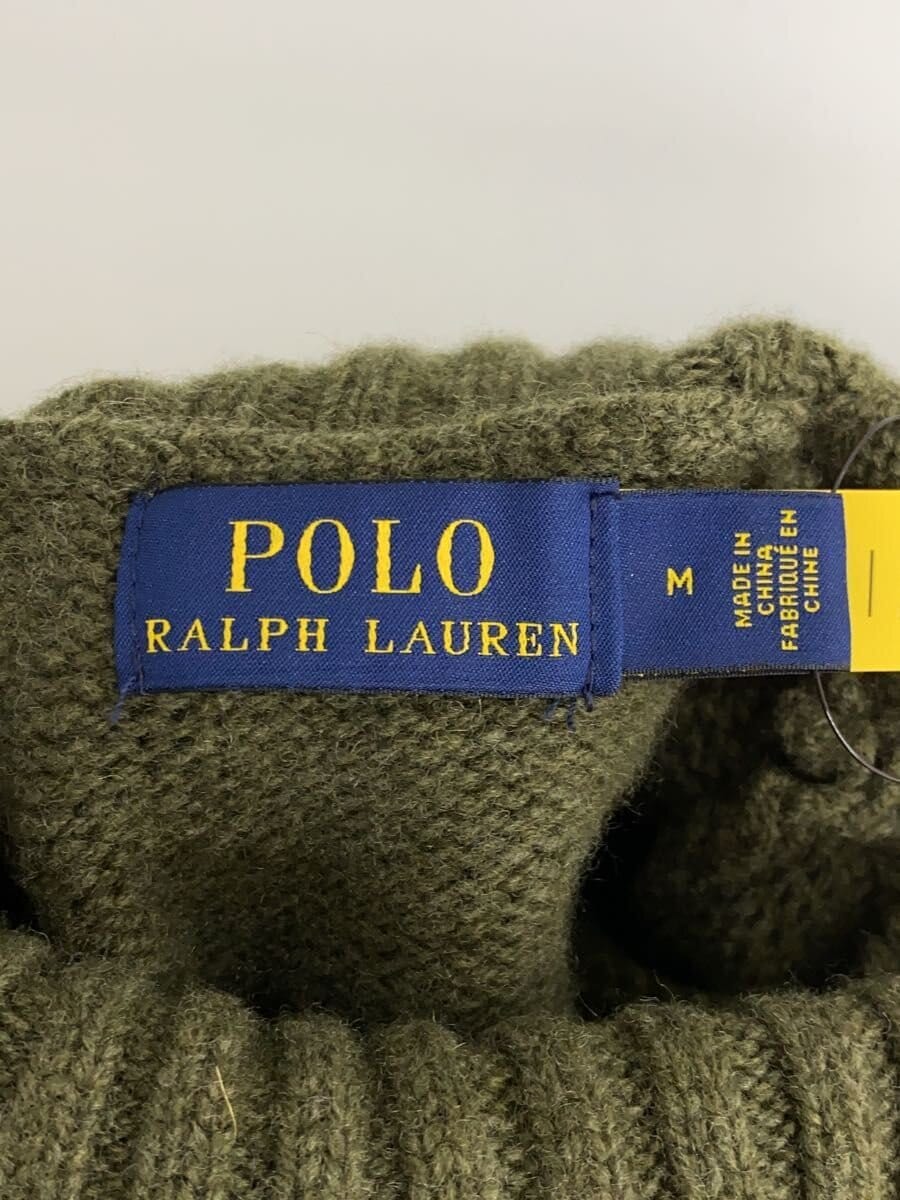 POLO
RALPH LAUREN
M
MADE IN
CHINA
FABRIQUÉ EN
CHINE